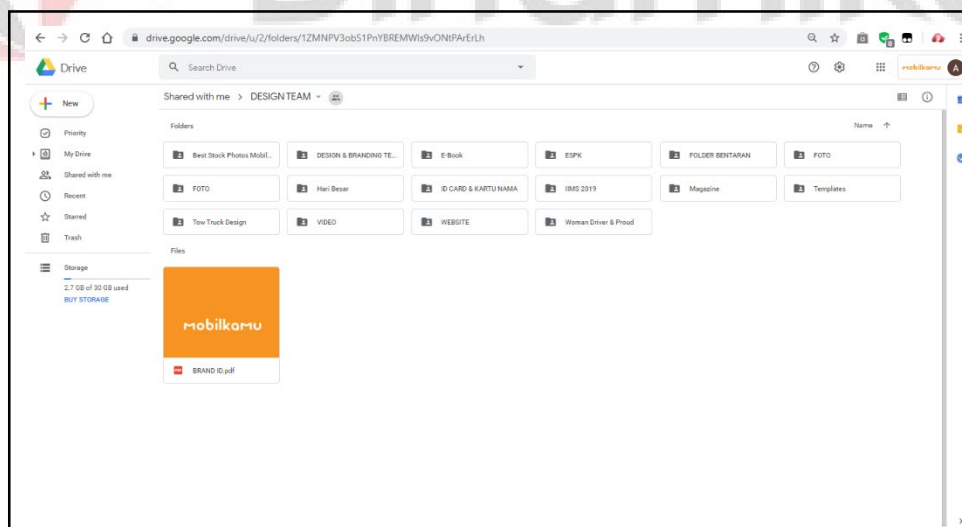 drive.google.com/drive/u/2/folders/1ZMNPV3obS1PnYBREMWIs9vONtPArErLh
Drive
Search Drive
mobilkamu
A
New
Shared with me > DESIGN TEAM
Priority
My Drive
Shared with me
Recent
Starred
Trash
Storage
2.7 GB of 30 GB used
BUY STORAGE
Folders
Name
Best Stock Photos Mobil...
DESIGN & BRANDING TE...
E-Book
ESPK
FOLDER BENTARAN
FOTO
FOTO
Hari Besar
ID CARD & KARTU NAMA
IIMS 2019
Magazine
Templates
Tow Truck Design
VIDEO
WEBSITE
Woman Driver & Proud
Files
mobilkamu
BRAND ID.pdf